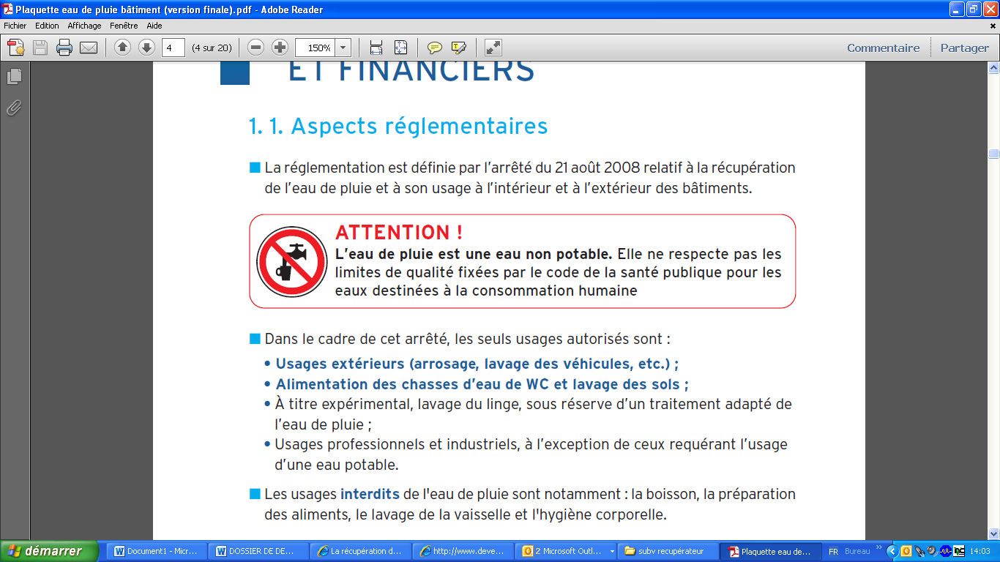 Plaquette eau de pluie bâtiment (version finale).pdf - Adobe Reader
Fichier Edition Affichage Fenêtre Aide
4 (4 sur 20) 150% Commentaire Partager
ET FINANCIERS
1. 1. Aspects réglementaires
La réglementation est définie par l’arrêté du 21 août 2008 relatif à la récupération
de l’eau de pluie et à son usage à l’intérieur et à l’extérieur des bâtiments.
ATTENTION !
L’eau de pluie est une eau non potable. Elle ne respecte pas les
limites de qualité fixées par le code de la santé publique pour les
eaux destinées à la consommation humaine
Dans le cadre de cet arrêté, les seuls usages autorisés sont :
• Usages extérieurs (arrosage, lavage des véhicules, etc.) ;
• Alimentation des chasses d’eau de WC et lavage des sols ;
• À titre expérimental, lavage du linge, sous réserve d’un traitement adapté de
l’eau de pluie ;
• Usages professionnels et industriels, à l’exception de ceux requérant l’usage
d’une eau potable.
Les usages interdits de l'eau de pluie sont notamment : la boisson, la préparation
des aliments, le lavage de la vaisselle et l'hygiène corporelle.
démarrer Document1 - Micr... DOSSIER DE DE... La récupération d... http://www.deve... 2 Microsoft Outl... subv recupérateur Plaquette eau de... FR Bureau 14:03